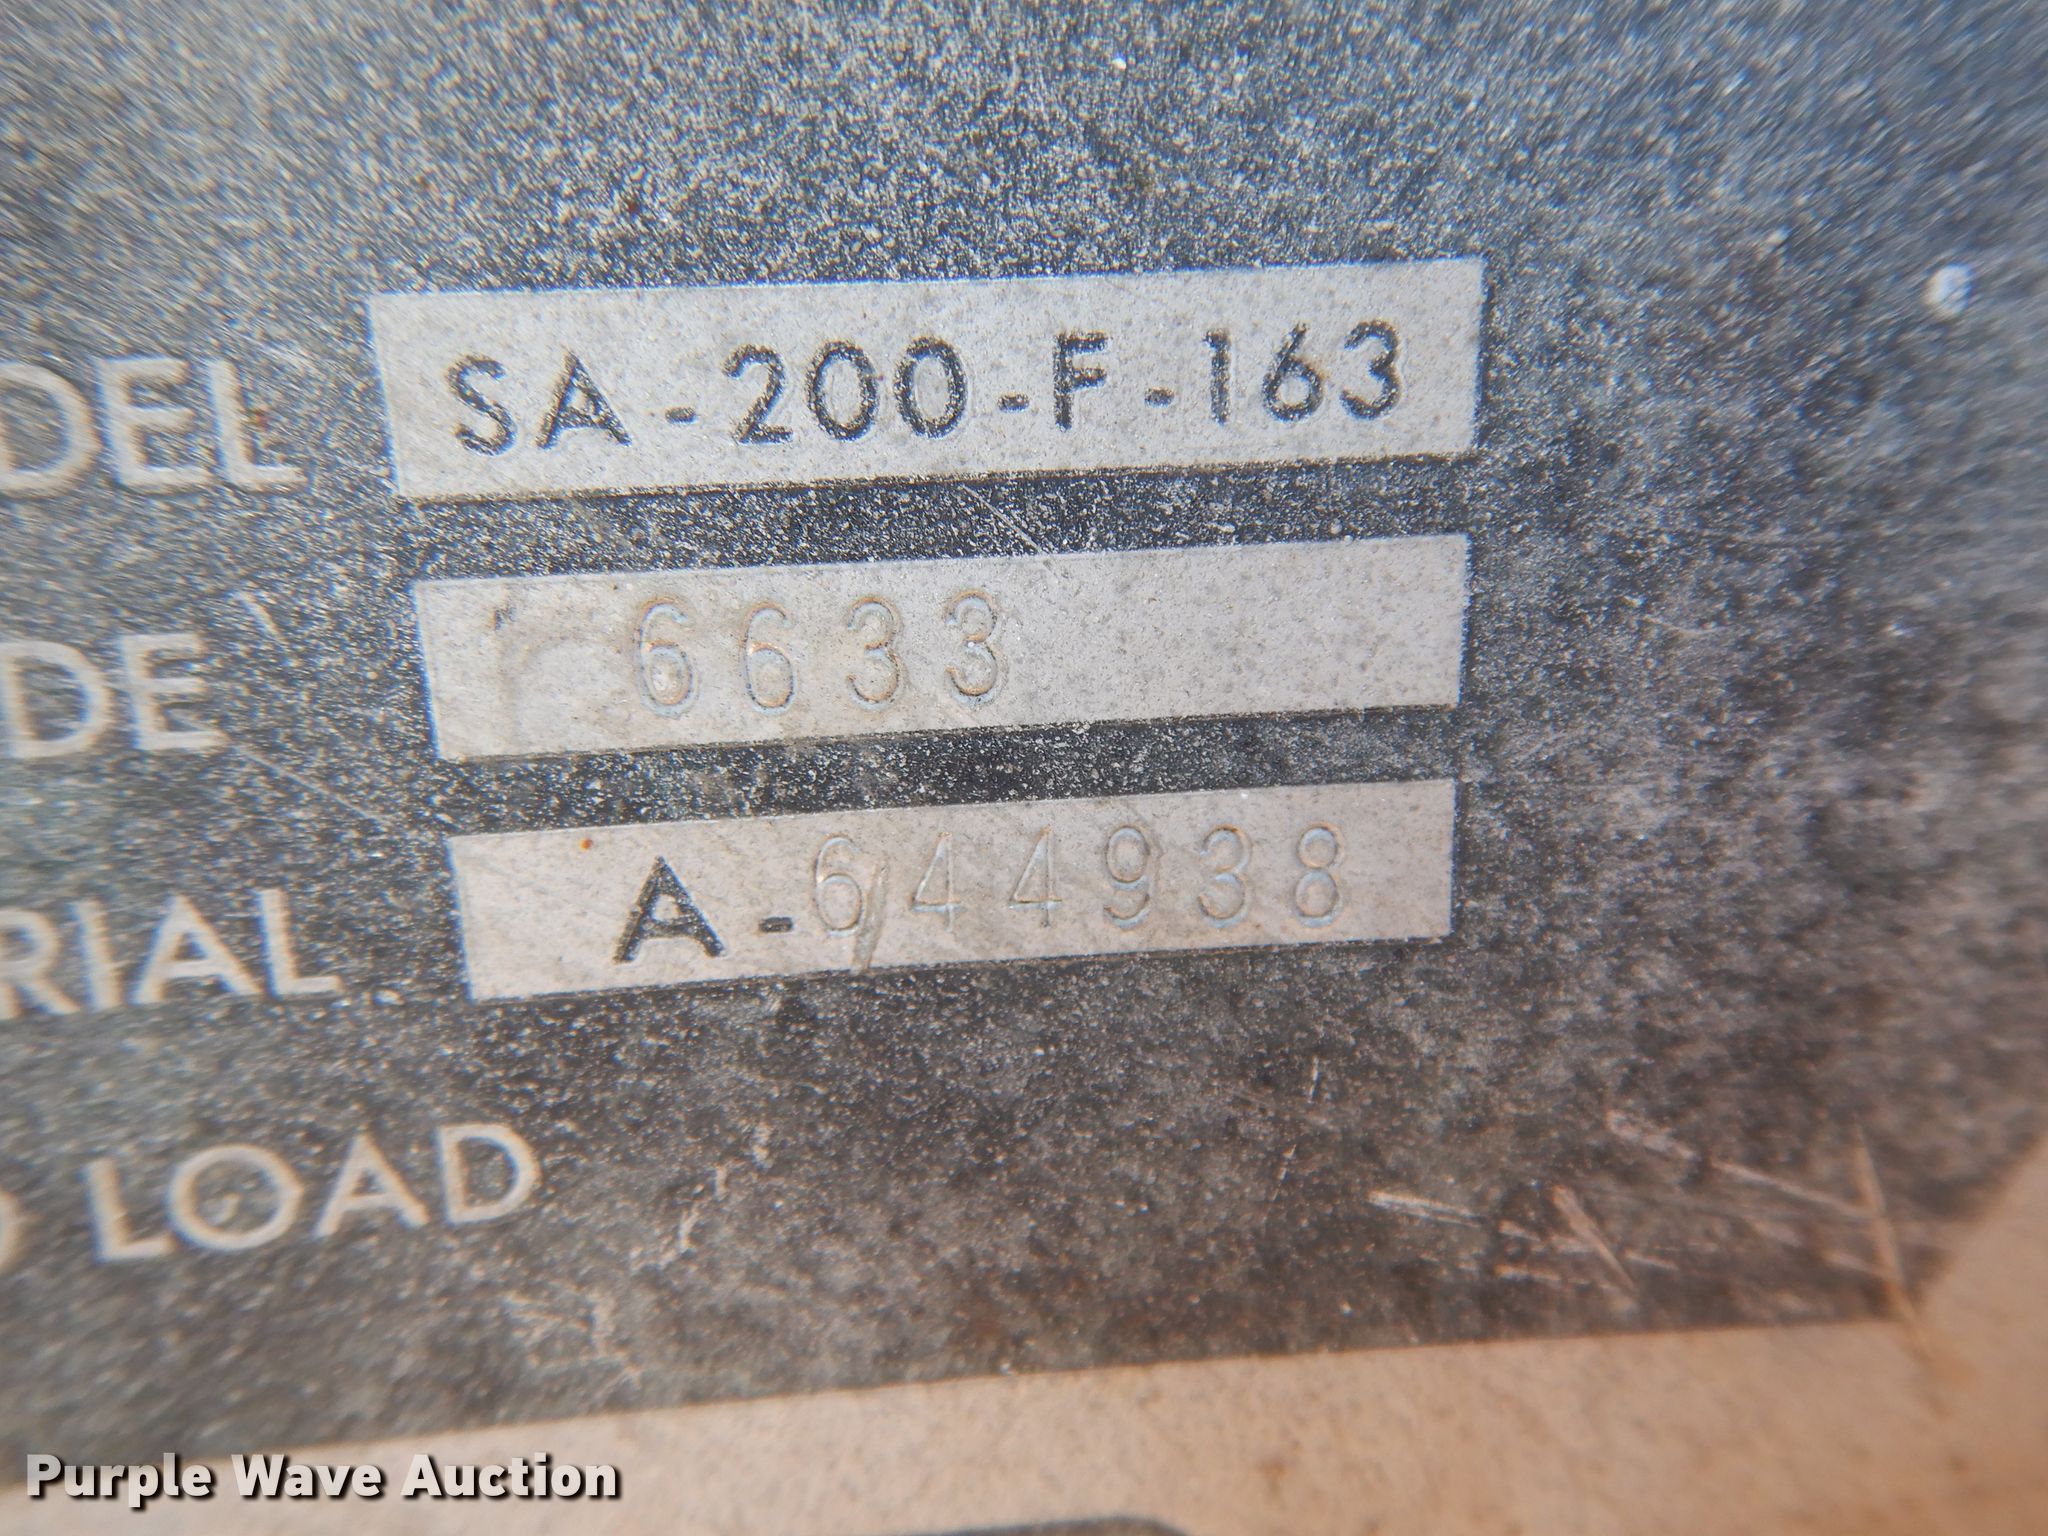 DEL SA-200-F-163
DE 6633
RIAL A-644938
LOAD
Purple Wave Auction